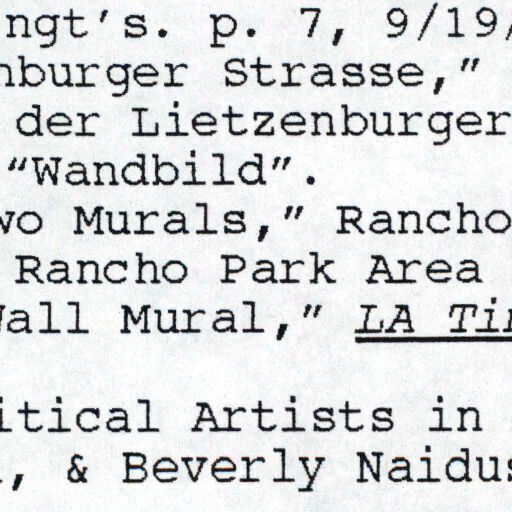 ngt's. p. 7, 9/19/
nburger Strasse,"
der Lietzenburger
"Wandbild".
wo Murals," Rancho
Rancho Park Area
Wall Mural," LA Tim
itical Artists in
, & Beverly Naidus